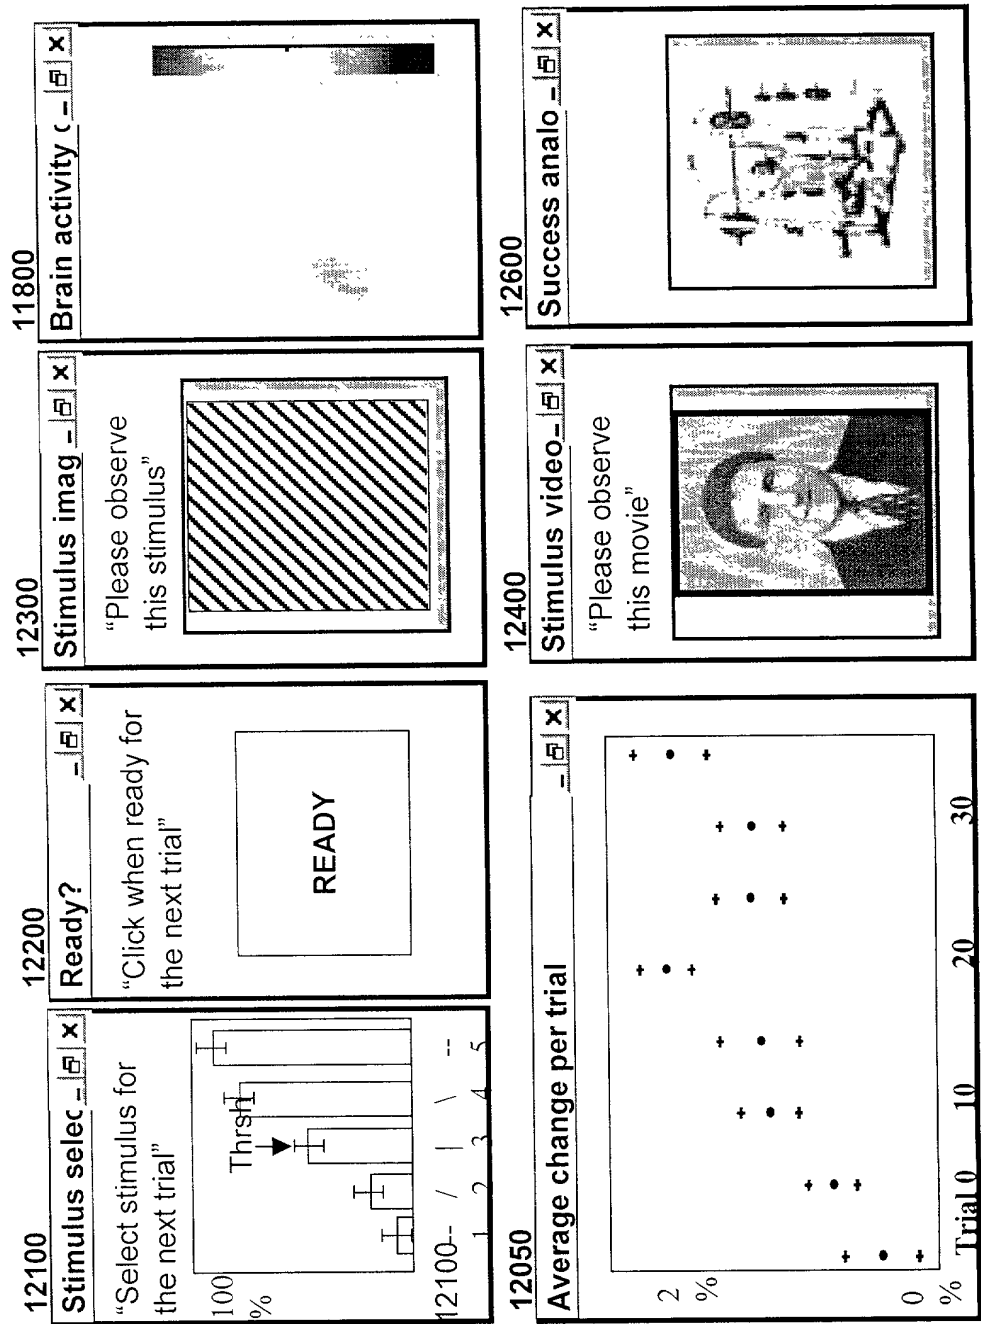 12100
Stimulus selec
“Select stimulus for
the next trial”
100
%
Thrsh
12100-- / | \ --
1 2 3 4 5
12200
Ready?
“Click when ready for
the next trial”
READY
12300
Stimulus imag
“Please observe
this stimulus”
11800
Brain activity c
12050
Average change per trial
2
%
0
%
Trial 0 10 20 30
12400
Stimulus video
“Please observe
this movie”
12600
Success analo